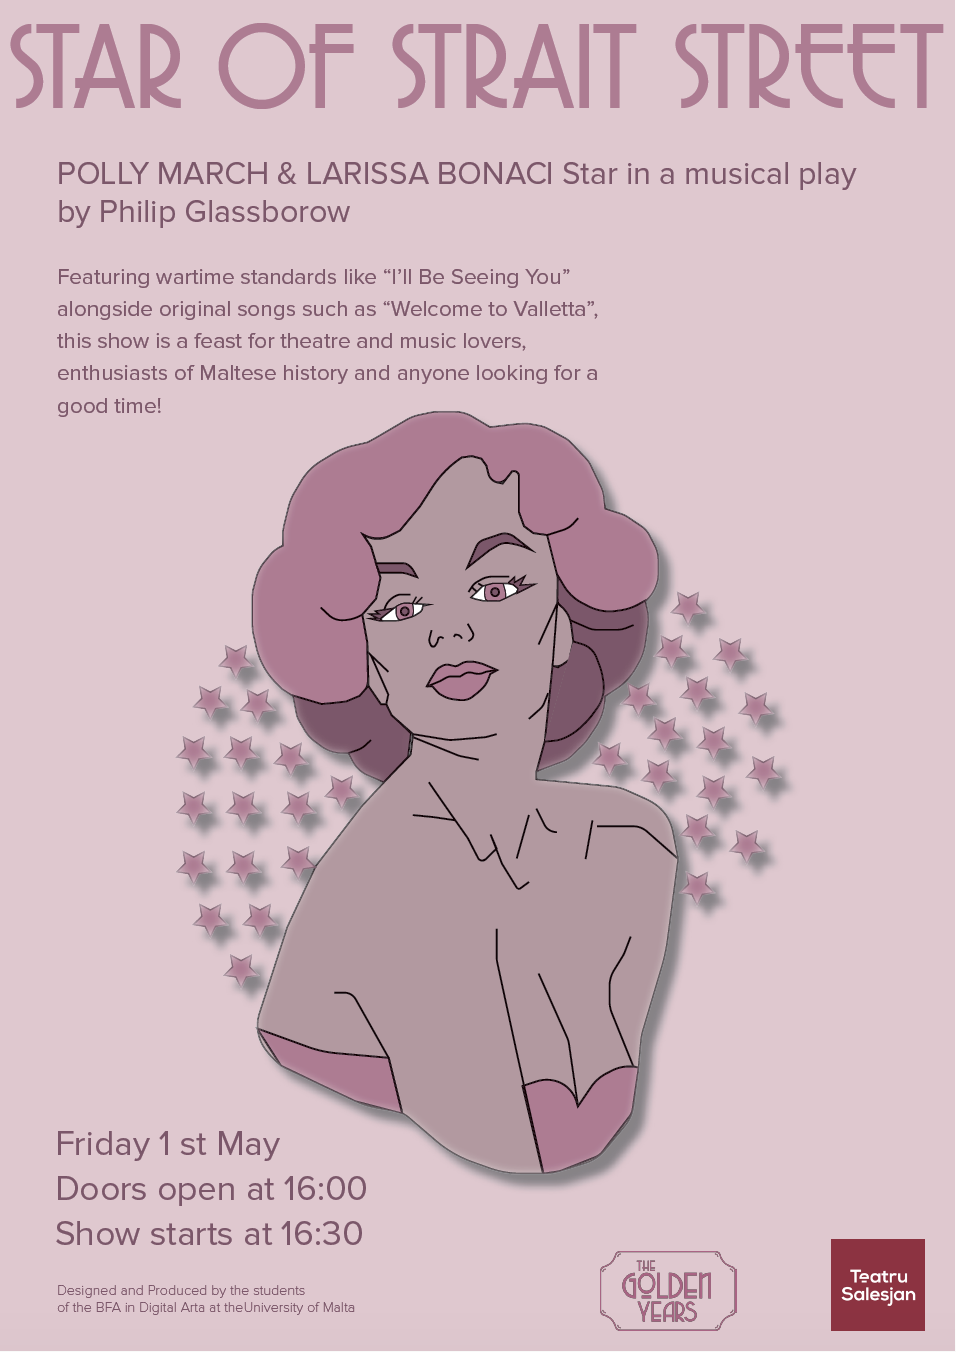 STAR OF STRAIT STREET
POLLY MARCH & LARISSA BONACI Star in a musical play
by Philip Glassborow
Featuring wartime standards like “I’ll Be Seeing You”
alongside original songs such as “Welcome to Valletta”,
this show is a feast for theatre and music lovers,
enthusiasts of Maltese history and anyone looking for a
good time!
Friday 1 st May
Doors open at 16:00
Show starts at 16:30
Designed and Produced by the students
of the BFA in Digital Arta at theUniversity of Malta
THE
GOLDEN
YEARS
Teatru
Salesjan